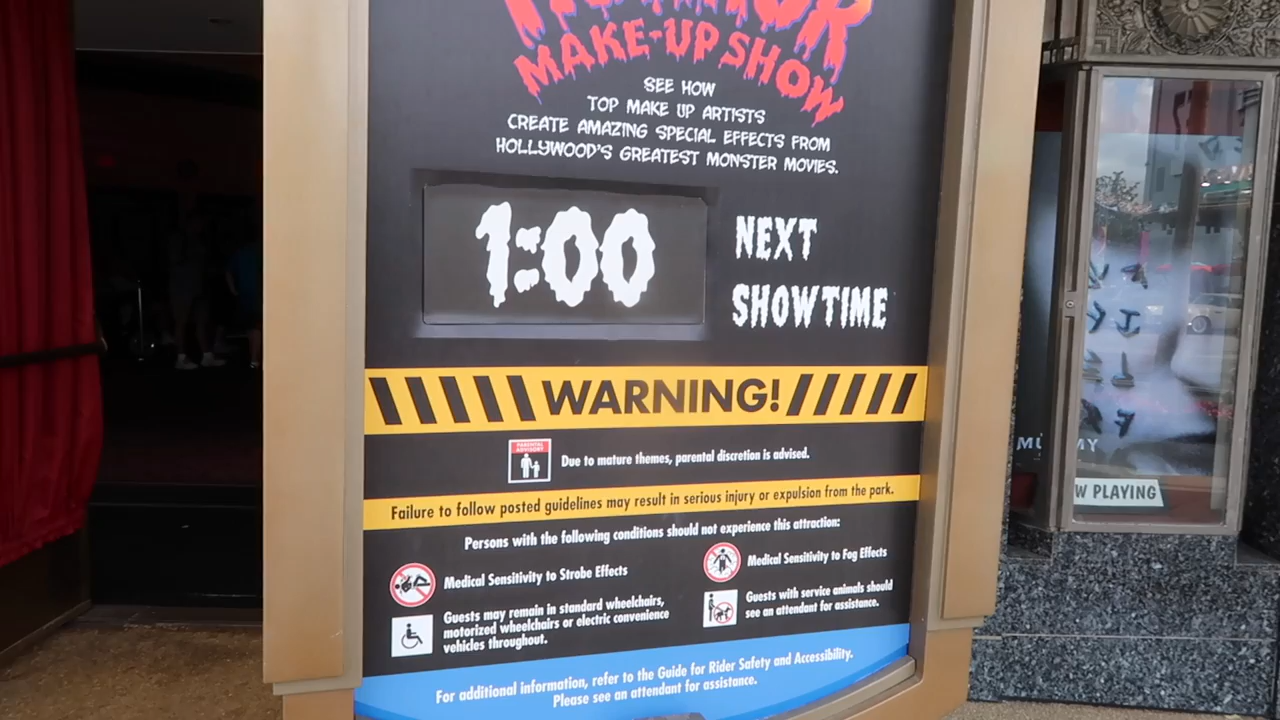 HORROR
MAKE-UP SHOW
SEE HOW
TOP MAKE UP ARTISTS
CREATE AMAZING SPECIAL EFFECTS FROM
HOLLYWOOD'S GREATEST MONSTER MOVIES.
1:00
NEXT
SHOWTIME
WARNING!
PARENTAL
ADVISORY
Due to mature themes, parental discretion is advised.
Failure to follow posted guidelines may result in serious injury or expulsion from the park.
Persons with the following conditions should not experience this attraction:
Medical Sensitivity to Strobe Effects
Medical Sensitivity to Fog Effects
Guests may remain in standard wheelchairs,
motorized wheelchairs or electric convenience
vehicles throughout.
Guests with service animals should
see an attendant for assistance.
For additional information, refer to the Guide for Rider Safety and Accessibility.
Please see an attendant for assistance.
W PLAYING